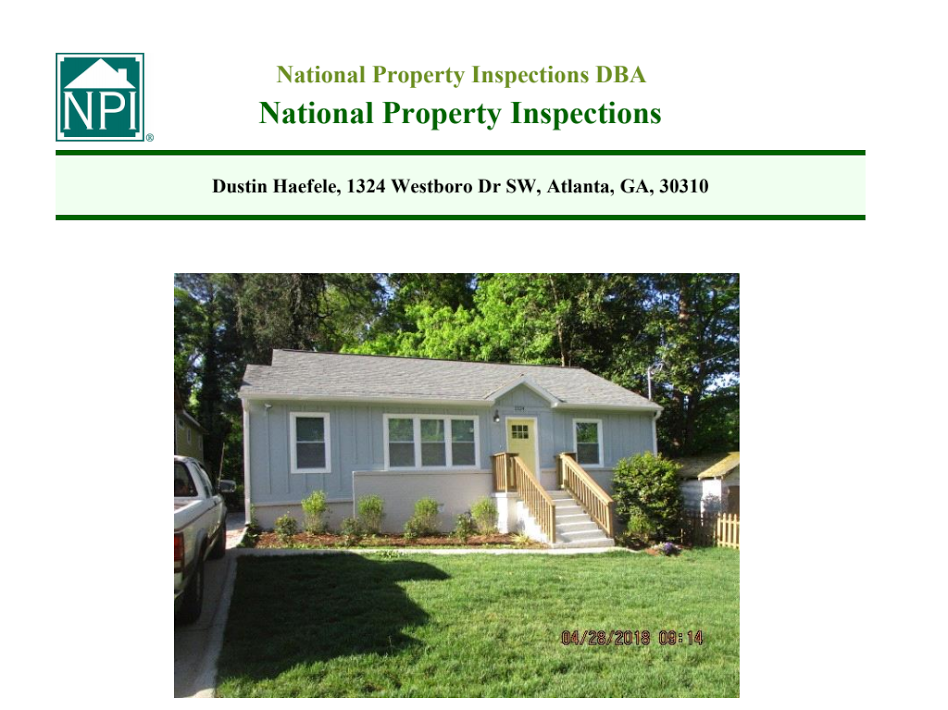 NPI
®
National Property Inspections DBA
National Property Inspections
Dustin Haefele, 1324 Westboro Dr SW, Atlanta, GA, 30310
1324
04/28/2018 09:14